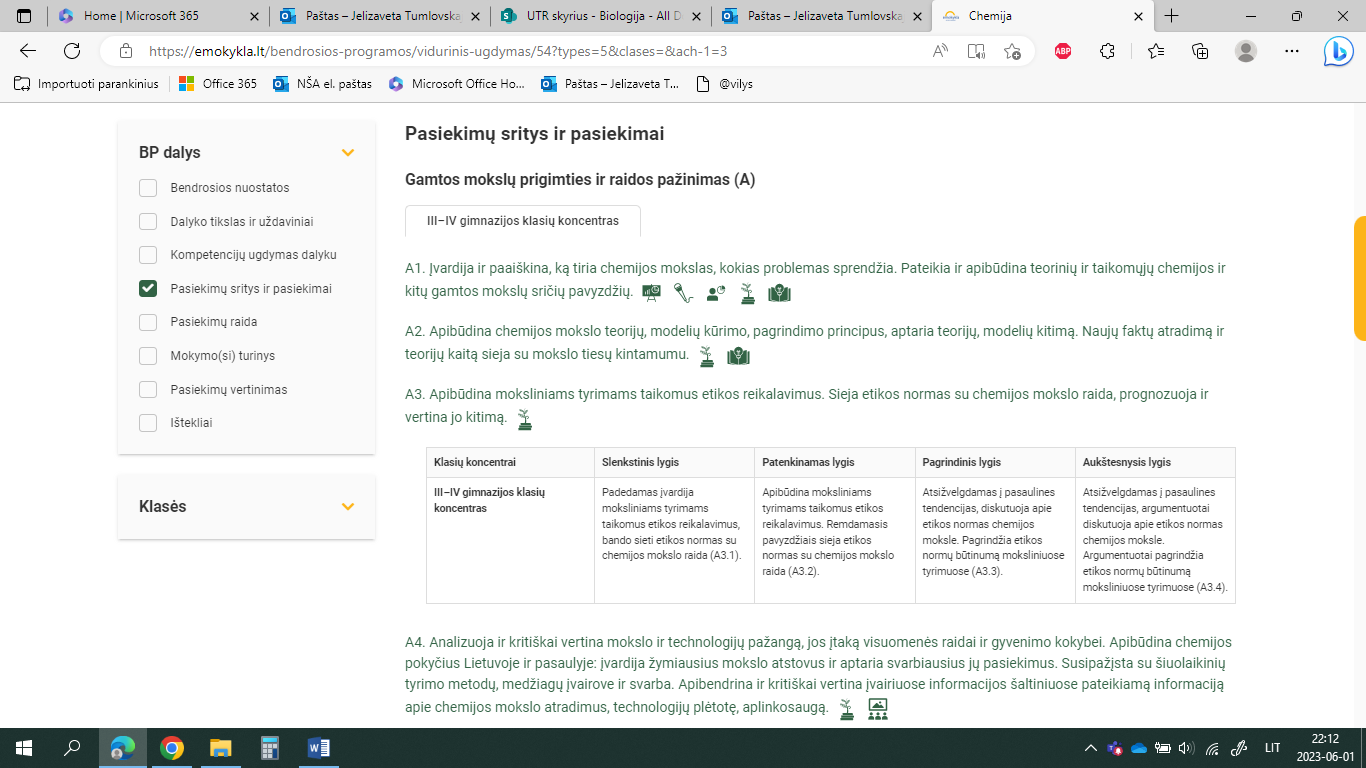 Home | Microsoft 365
Paštas – Jelizaveta Tumlovska
UTR skyrius - Biologija - All D
Paštas – Jelizaveta Tumlovska
Chemija
https://emokykla.lt/bendrosios-programos/vidurinis-ugdymas/54?types=5&clases=&ach-1=3
ABP
Importuoti parankinius
Office 365
NŠA el. paštas
Microsoft Office Ho...
Paštas – Jelizaveta T...
@vilys
BP dalys
Bendrosios nuostatos
Dalyko tikslas ir uždaviniai
Kompetencijų ugdymas dalyku
Pasiekimų sritys ir pasiekimai
Pasiekimų raida
Mokymo(si) turinys
Pasiekimų vertinimas
Ištekliai
Klasės
Pasiekimų sritys ir pasiekimai
Gamtos mokslų prigimties ir raidos pažinimas (A)
III–IV gimnazijos klasių koncentras
A1. Įvardija ir paaiškina, ką tiria chemijos mokslas, kokias problemas sprendžia. Pateikia ir apibūdina teorinių ir taikomųjų chemijos ir
kitų gamtos mokslų sričių pavyzdžių.
A2. Apibūdina chemijos mokslo teorijų, modelių kūrimo, pagrindimo principus, aptaria teorijų, modelių kitimą. Naujų faktų atradimą ir
teorijų kaitą sieja su mokslo tiesų kintamumu.
A3. Apibūdina moksliniams tyrimams taikomus etikos reikalavimus. Sieja etikos normas su chemijos mokslo raida, prognozuoja ir
vertina jo kitimą.
Klasių koncentrai
Slenkstinis lygis
Patenkinamas lygis
Pagrindinis lygis
Aukštesnysis lygis
III–IV gimnazijos klasių
koncentras
Padedamas įvardija
moksliniams tyrimams
taikomus etikos reikalavimus,
bando sieti etikos normas su
chemijos mokslo raida (A3.1).
Apibūdina moksliniams
tyrimams taikomus etikos
reikalavimus. Remdamasis
pavyzdžiais sieja etikos
normas su chemijos mokslo
raida (A3.2).
Atsižvelgdamas į pasaulines
tendencijas, diskutuoja apie
etikos normas chemijos
moksle. Pagrindžia etikos
normų būtinumą moksliniuose
tyrimuose (A3.3).
Atsižvelgdamas į pasaulines
tendencijas, argumentuotai
diskutuoja apie etikos normas
chemijos moksle.
Argumentuotai pagrindžia
etikos normų būtinumą
moksliniuose tyrimuose (A3.4).
A4. Analizuoja ir kritiškai vertina mokslo ir technologijų pažangą, jos įtaką visuomenės raidai ir gyvenimo kokybei. Apibūdina chemijos
pokyčius Lietuvoje ir pasaulyje: įvardija žymiausius mokslo atstovus ir aptaria svarbiausius jų pasiekimus. Susipažįsta su šiuolaikinių
tyrimo metodų, medžiagų įvairove ir svarba. Apibendrina ir kritiškai vertina įvairiuose informacijos šaltiniuose pateikiamą informaciją
apie chemijos mokslo atradimus, technologijų plėtotę, aplinkosaugą.
LIT
22:12
2023-06-01